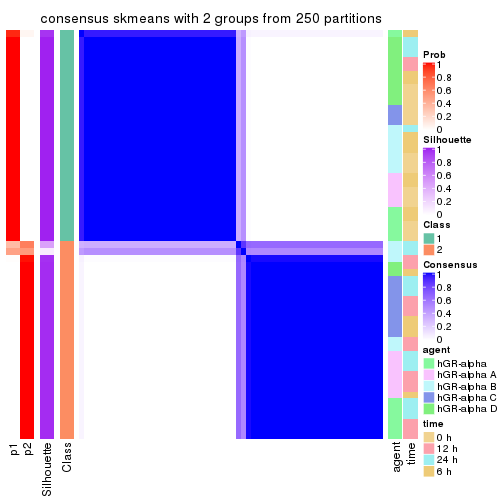 consensus skmeans with 2 groups from 250 partitions
Prob
1
0.8
0.6
0.4
0.2
0
Silhouette
1
0.8
0.6
0.4
0.2
0
Class
1
2
Consensus
1
0.8
0.6
0.4
0.2
0
agent
hGR-alpha
hGR-alpha A
hGR-alpha B
hGR-alpha C
hGR-alpha D
time
0 h
12 h
24 h
6 h
p1
p2
Silhouette
Class
agent
time